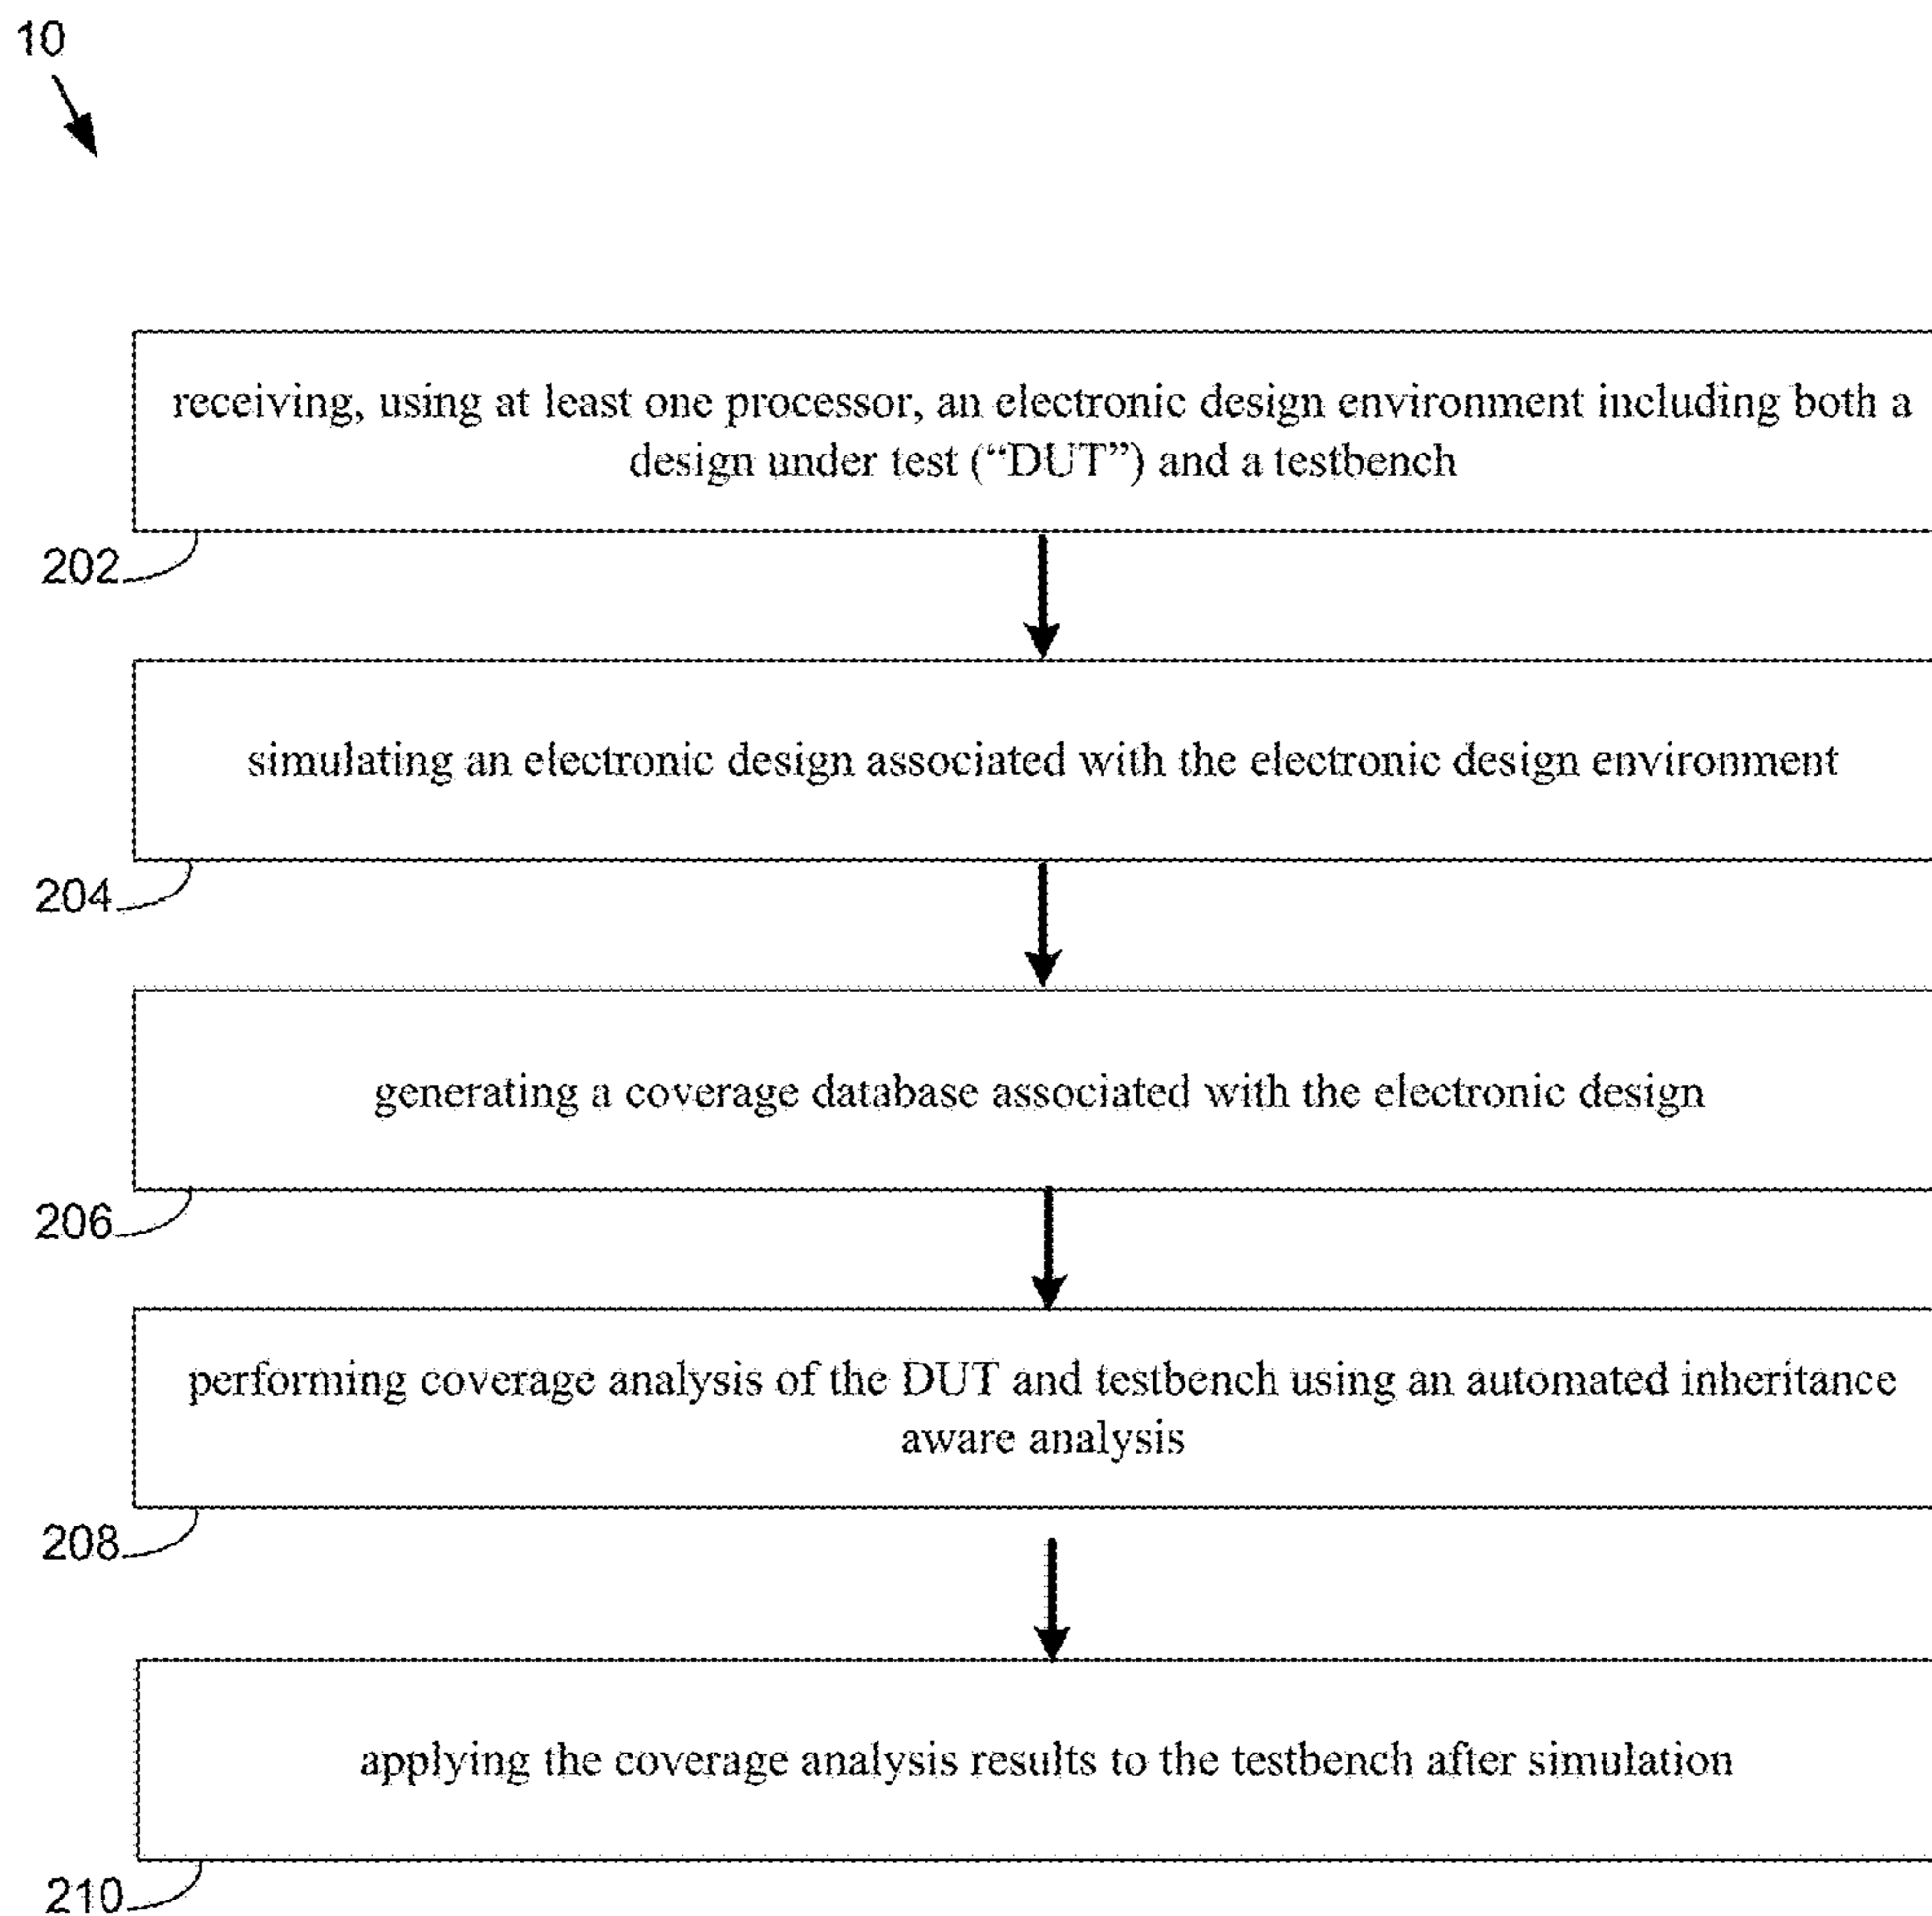 10
receiving, using at least one processor, an electronic design environment including both a
design under test (“DUT”) and a testbench
202
simulating an electronic design associated with the electronic design environment
204
generating a coverage database associated with the electronic design
206
performing coverage analysis of the DUT and testbench using an automated inheritance
aware analysis
208
applying the coverage analysis results to the testbench after simulation
210